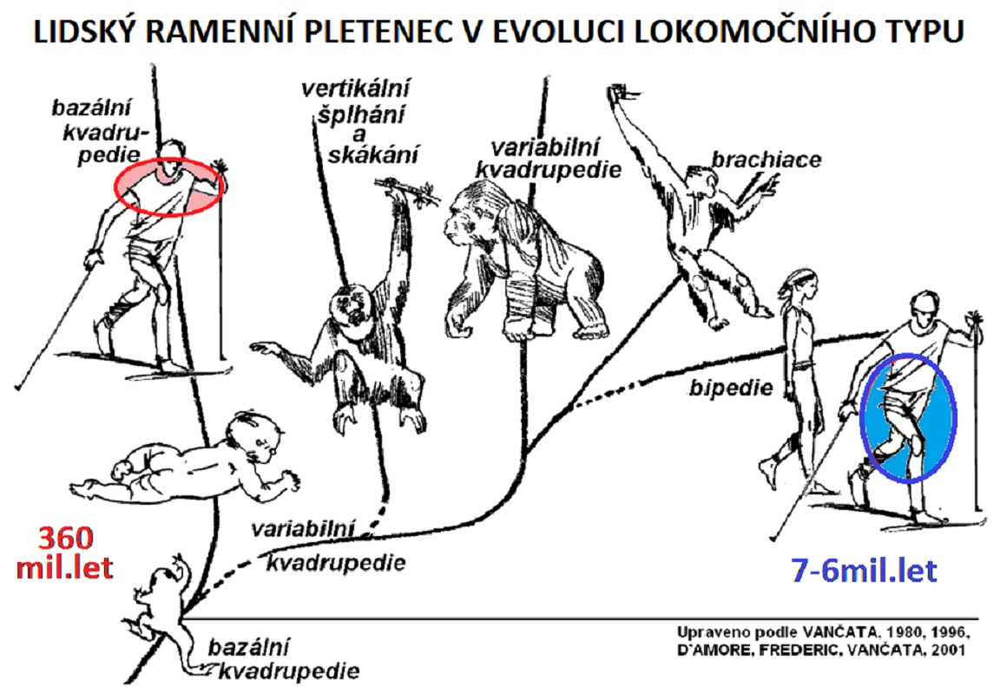 LIDSKÝ RAMENNÍ PLETENEC V EVOLUCI LOKOMOČNÍHO TYPU
bazální
kvadru-
pedie
vertikální
šplhání
a
skákání
variabilní
kvadrupedie
brachiace
bipedie
360
mil.let
variabilní
kvadrupedie
7-6mil.let
bazální
kvadrupedie
Upraveno podle VANČATA, 1980, 1996,
D'AMORE, FREDERIC, VANČATA, 2001